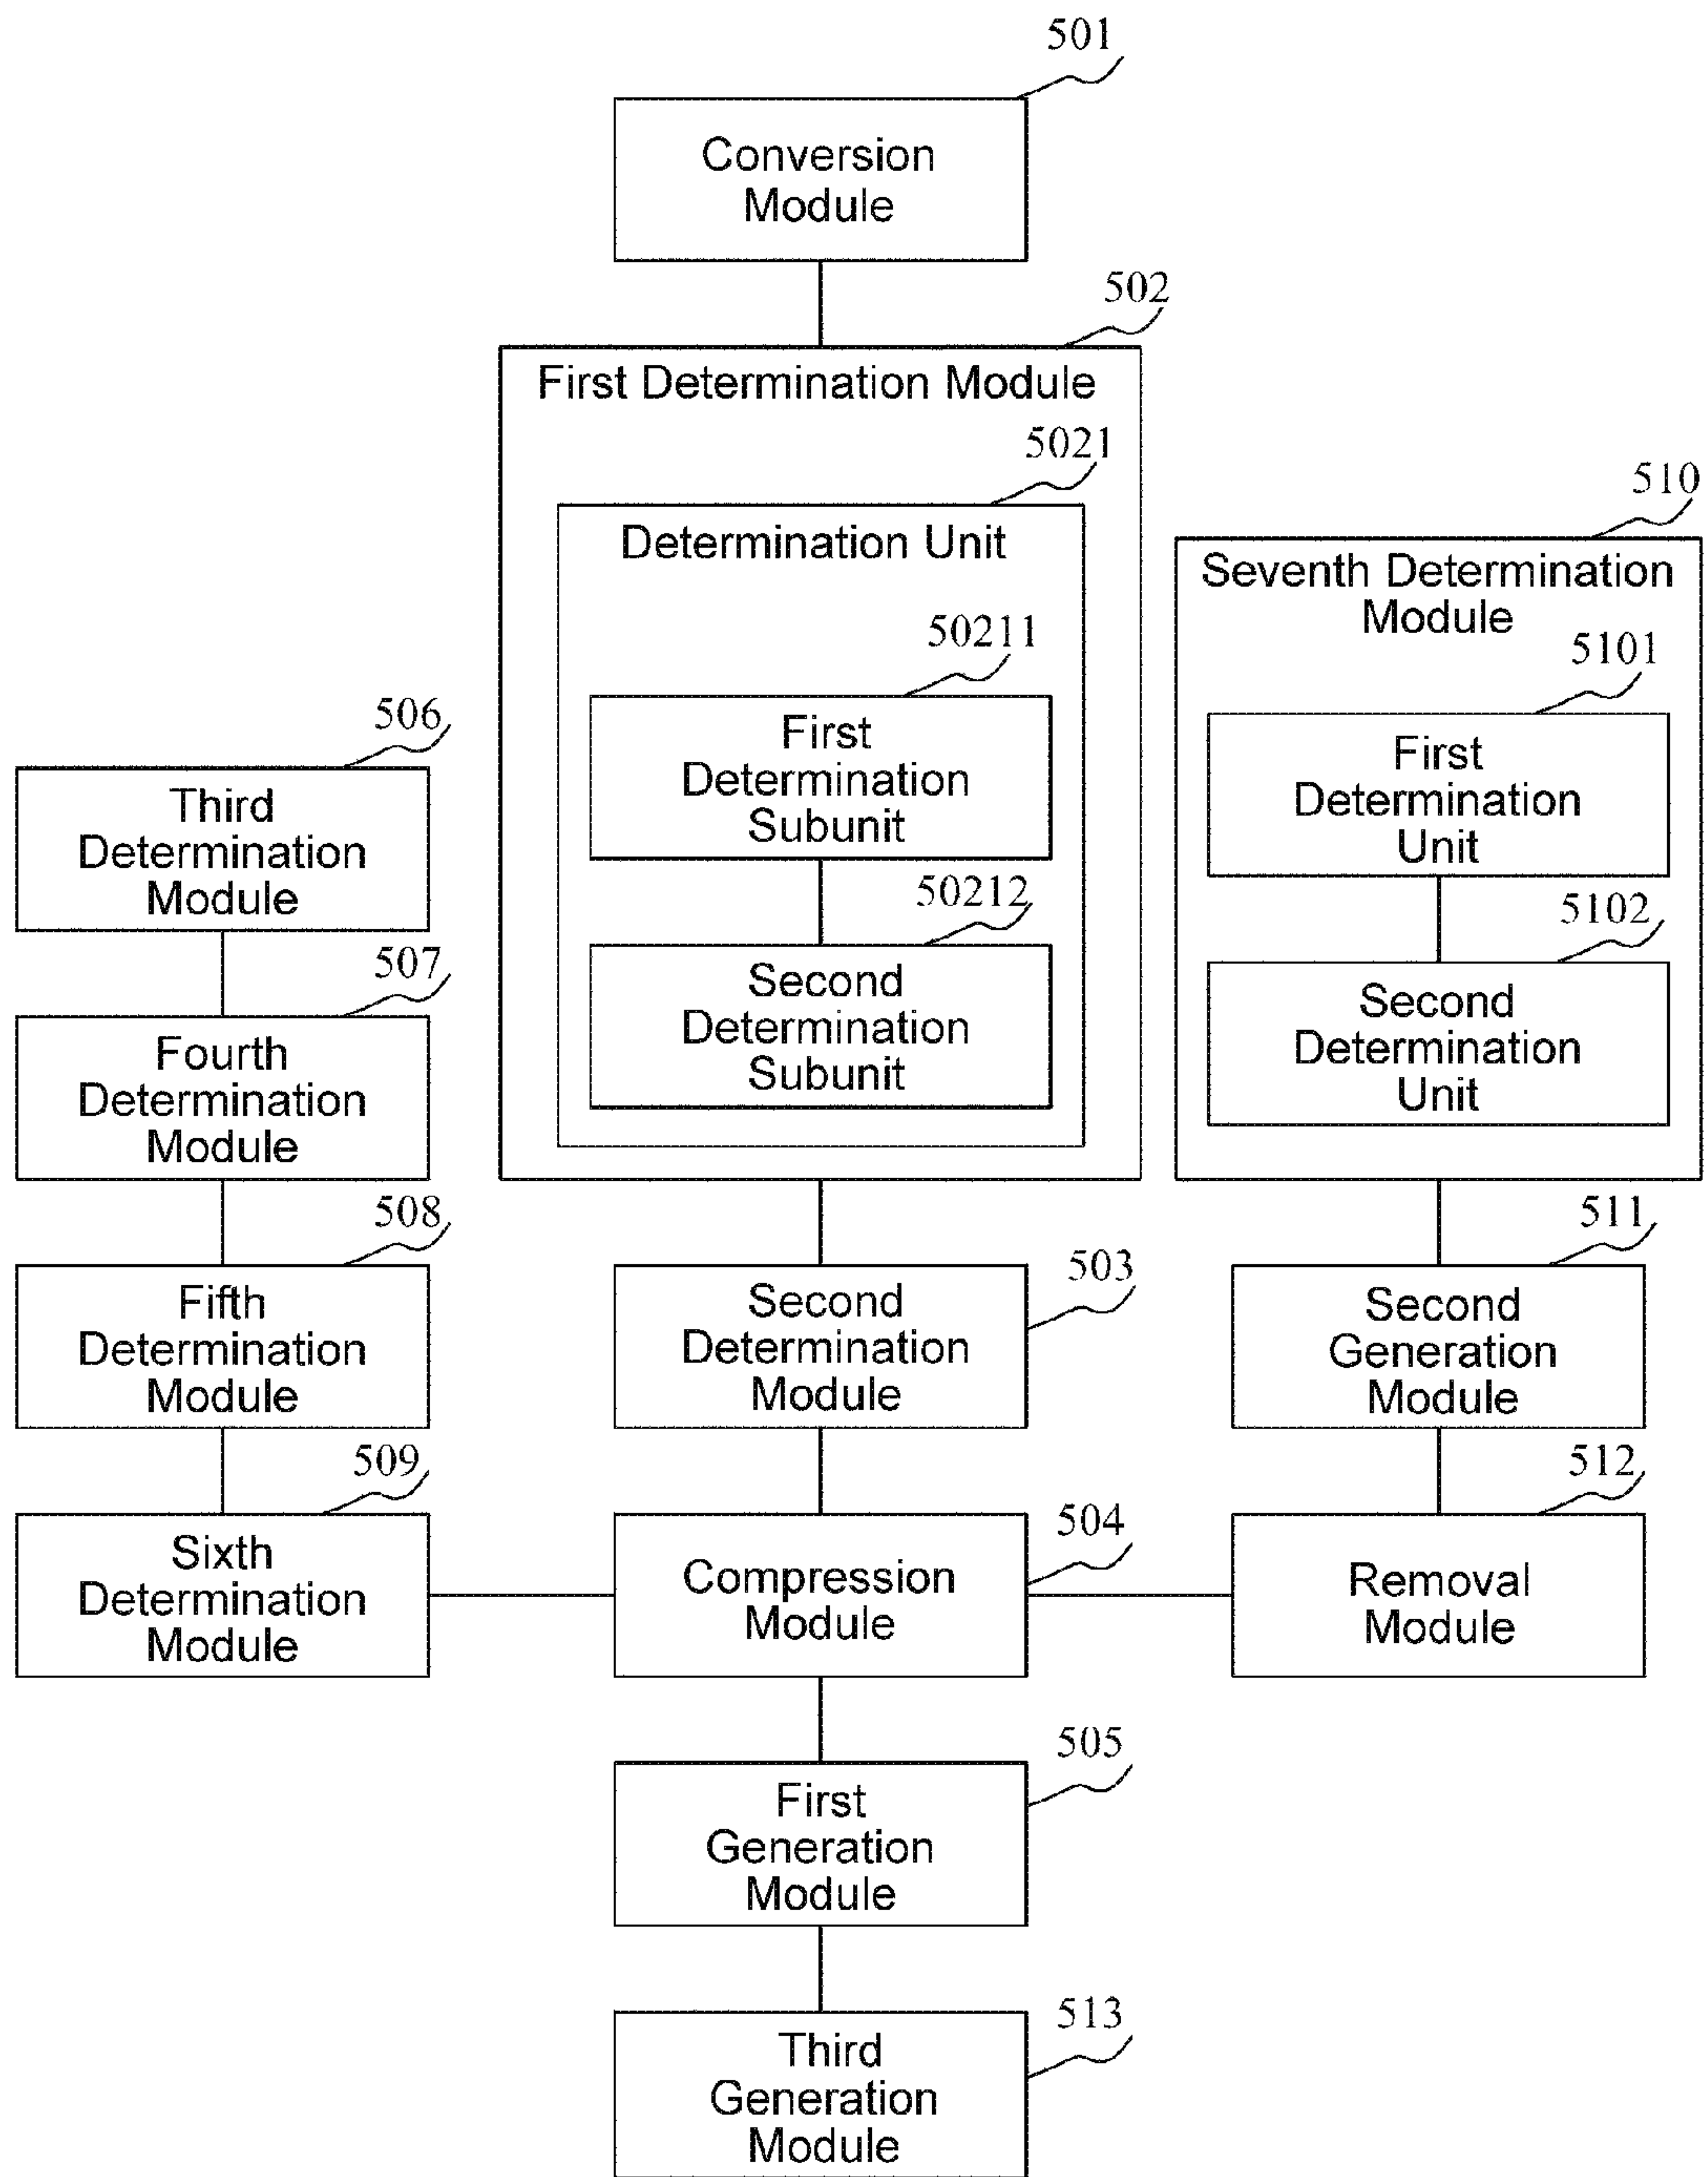 501
Conversion
Module
502
First Determination Module
5021
Determination Unit
50211
First
Determination
Subunit
50212
Second
Determination
Subunit
510
Seventh Determination
Module
5101
First
Determination
Unit
5102
Second
Determination
Unit
506
Third
Determination
Module
507
Fourth
Determination
Module
508
Fifth
Determination
Module
509
Sixth
Determination
Module
503
Second
Determination
Module
511
Second
Generation
Module
504
Compression
Module
512
Removal
Module
505
First
Generation
Module
513
Third
Generation
Module